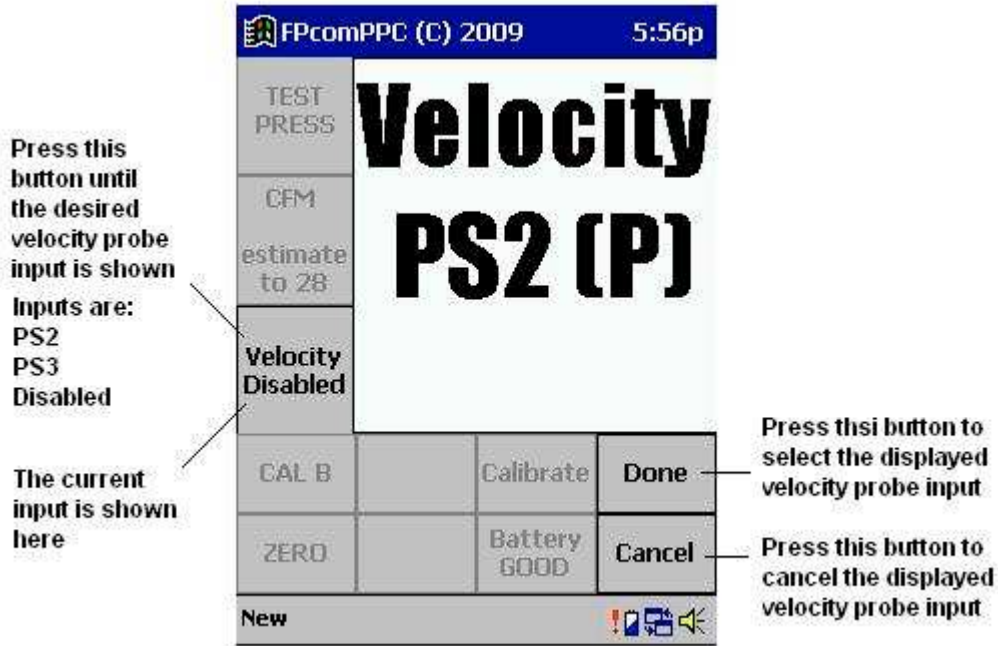 FPcomPPC (C) 2009 5:56p
TEST
PRESS
Velocity
PS2 (P)
CFM
estimate
to 28
Velocity
Disabled
CAL B
Calibrate
Done
ZERO
Battery
GOOD
Cancel
New
Press this
button until
the desired
velocity probe
input is shown
Inputs are:
PS2
PS3
Disabled
The current
input is shown
here
Press thsi button to
select the displayed
velocity probe input
Press this button to
cancel the displayed
velocity probe input